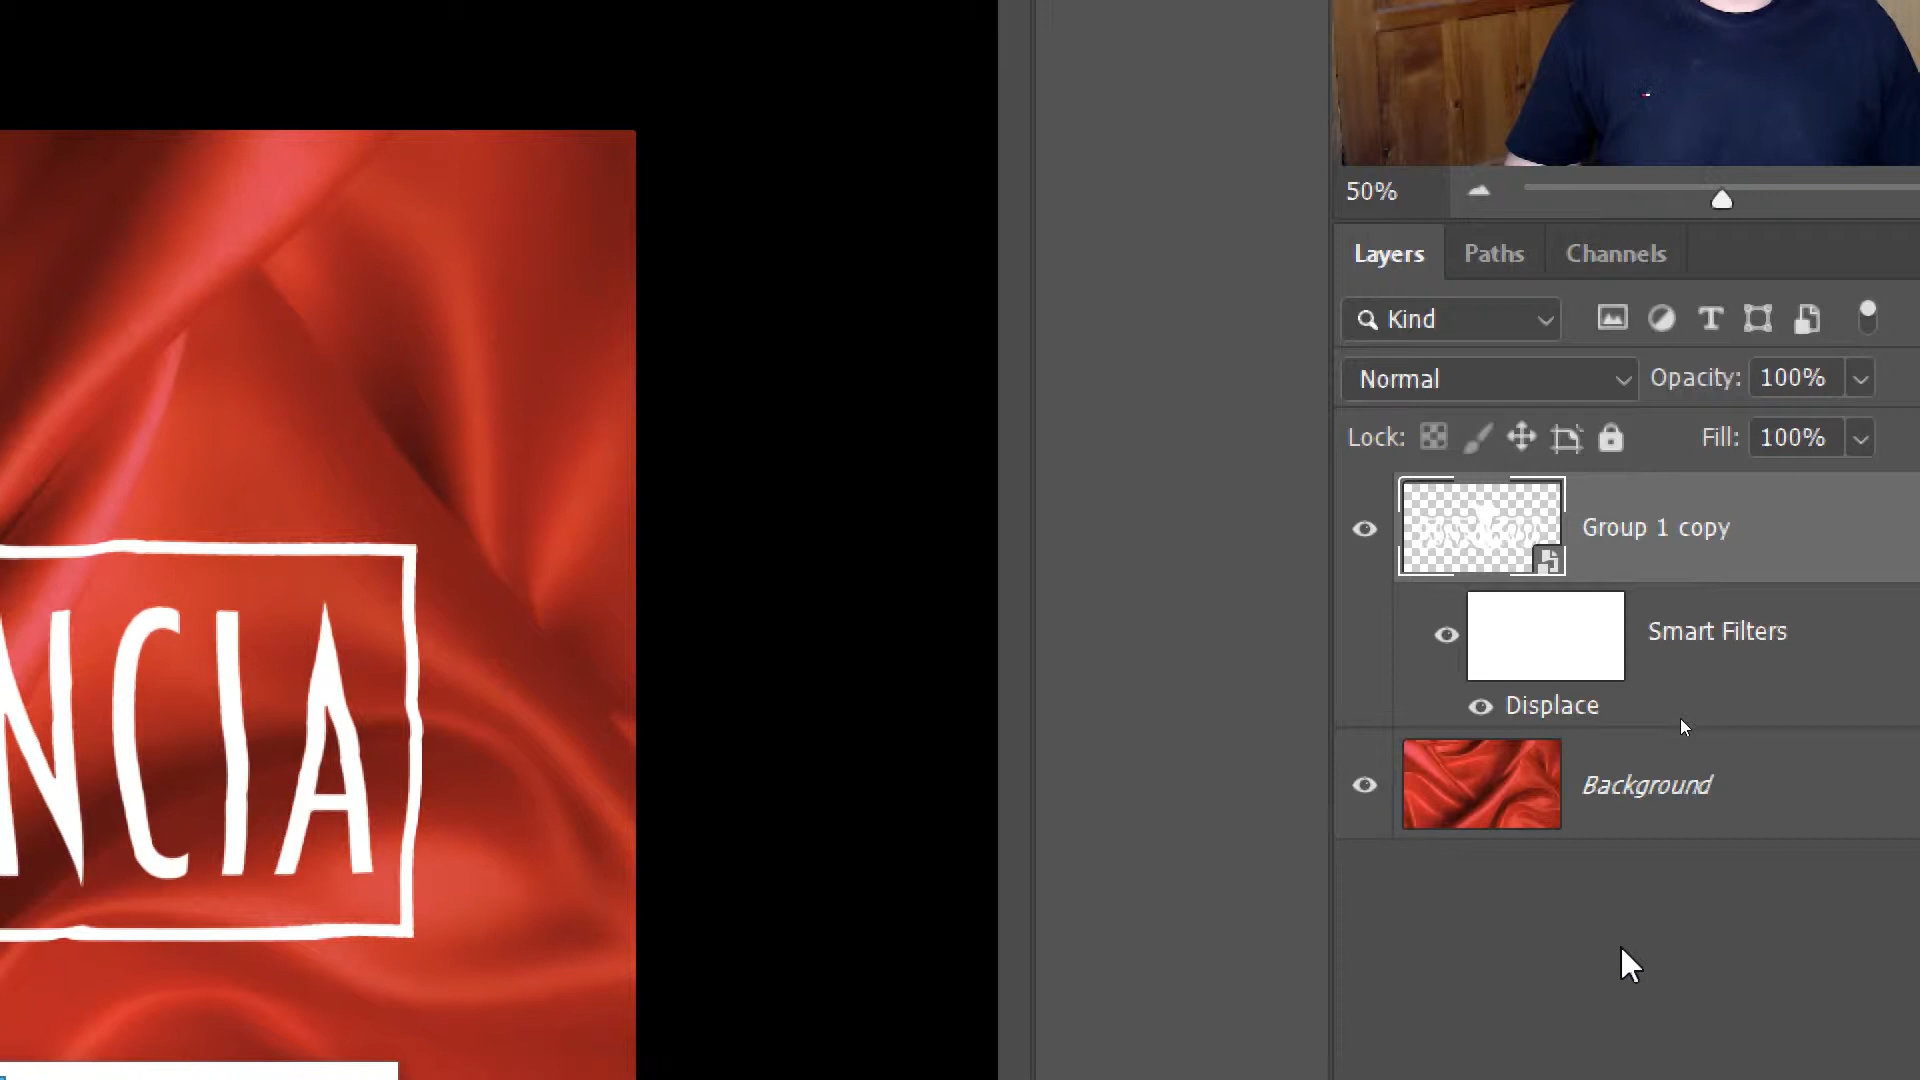 50%
Layers Paths Channels
Kind
Normal Opacity: 100%
Lock: Fill: 100%
Group 1 copy
NCIA
Smart Filters
Displace
Background